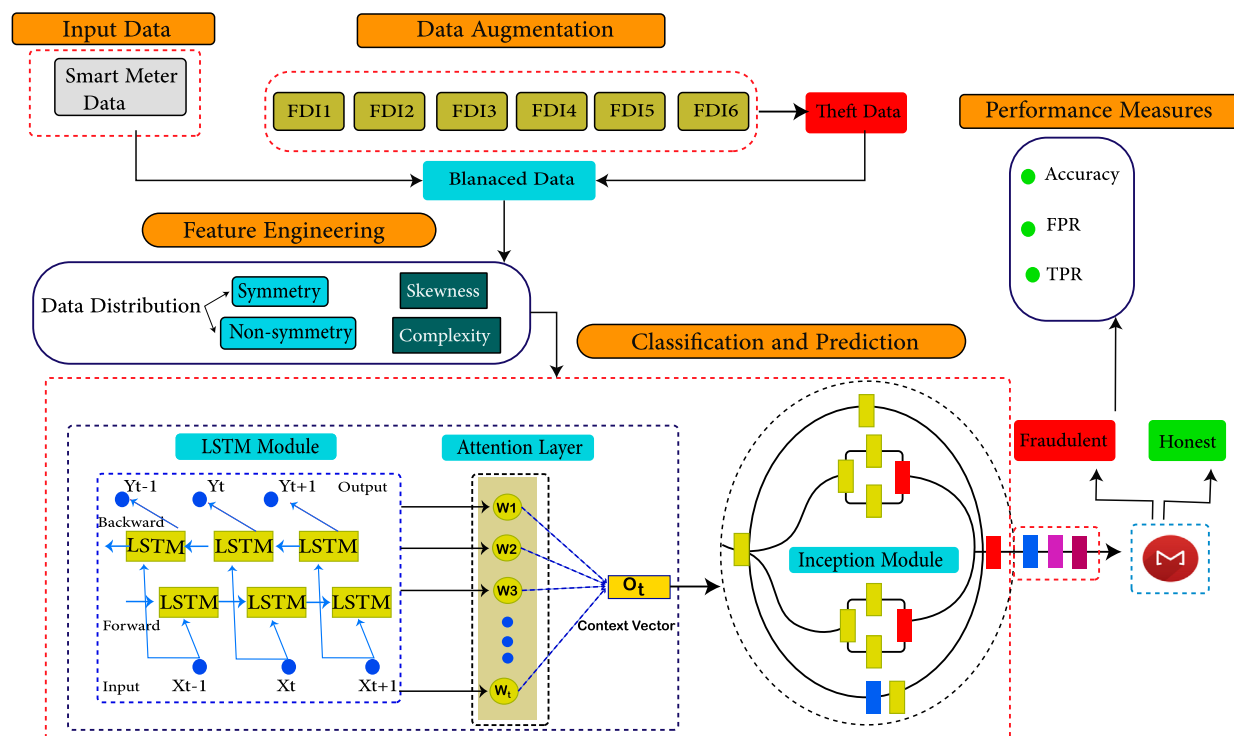 Input Data
Data Augmentation
Smart Meter
Data
FDI1
FDI2
FDI3
FDI4
FDI5
FDI6
Theft Data
Performance Measures
Accuracy
FPR
TPR
Blanaced Data
Feature Engineering
Data Distribution
Symmetry
Non-symmetry
Skewness
Complexity
Classification and Prediction
LSTM Module
Attention Layer
Yt-1
Yt
Yt+1
Output
Backward
LSTM
LSTM
LSTM
LSTM
LSTM
LSTM
Forward
Input
Xt-1
Xt
Xt+1
W1
W2
W3
Wt
Ot
Context Vector
Inception Module
Fraudulent
Honest